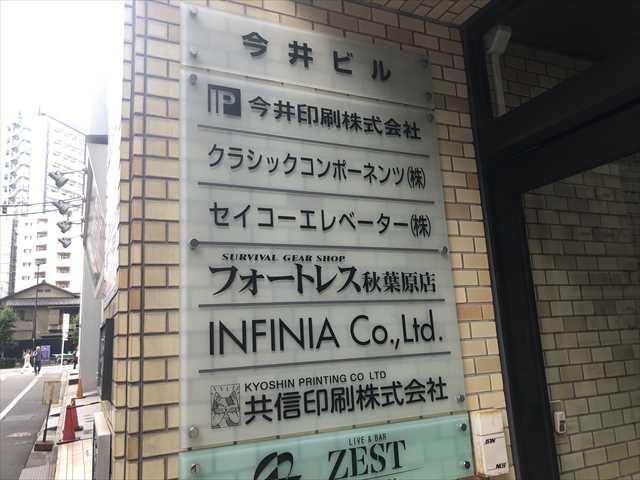 今井ビル
今井印刷株式会社
クラシックコンポーネンツ(株)
セイコーエレベーター(株)
SURVIVAL GEAR SHOP
フォートレス秋葉原店
INFINIA Co.,Ltd.
KYOSHIN PRINTING CO LTD
共信印刷株式会社
LIVE & BAR
ZEST